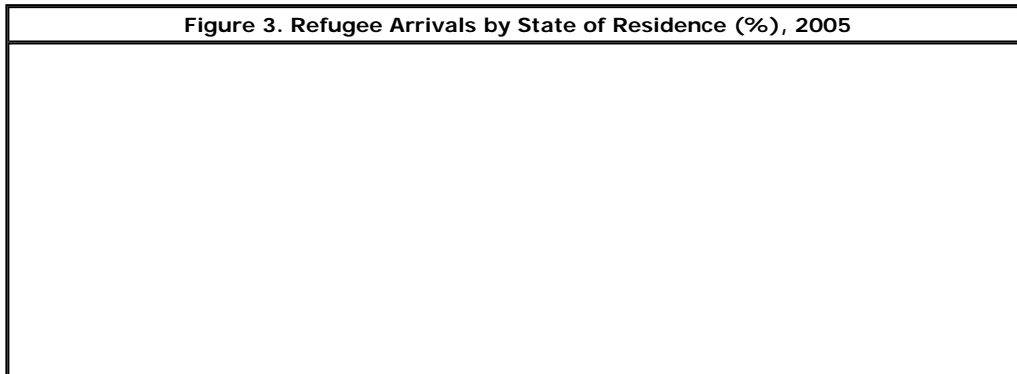 Figure 3. Refugee Arrivals by State of Residence (%), 2005